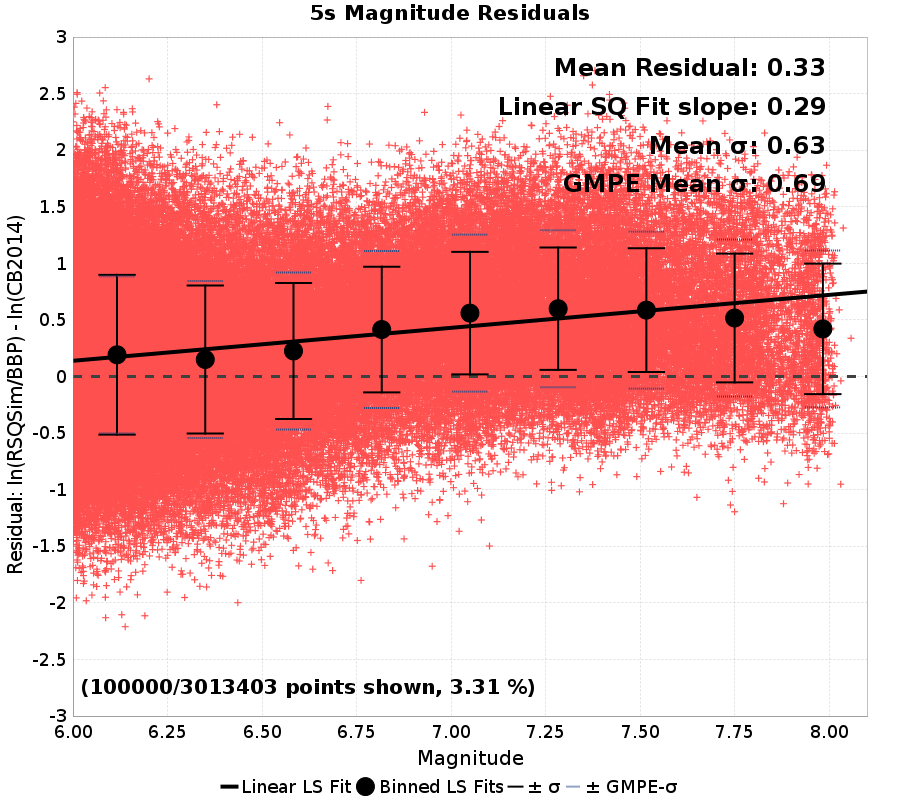 5s Magnitude Residuals
Mean Residual: 0.33
Linear SQ Fit slope: 0.29
Mean σ: 0.63
GMPE Mean σ: 0.69
Residual: ln(RSQSim/BBP) - ln(CB2014)
3
2.5
2
1.5
1
0.5
0
-0.5
-1
-1.5
-2
-2.5
-3
(100000/3013403 points shown, 3.31 %)
6.00 6.25 6.50 6.75 7.00 7.25 7.50 7.75 8.00
Magnitude
Linear LS Fit Binned LS Fits ± σ ± GMPE-σ